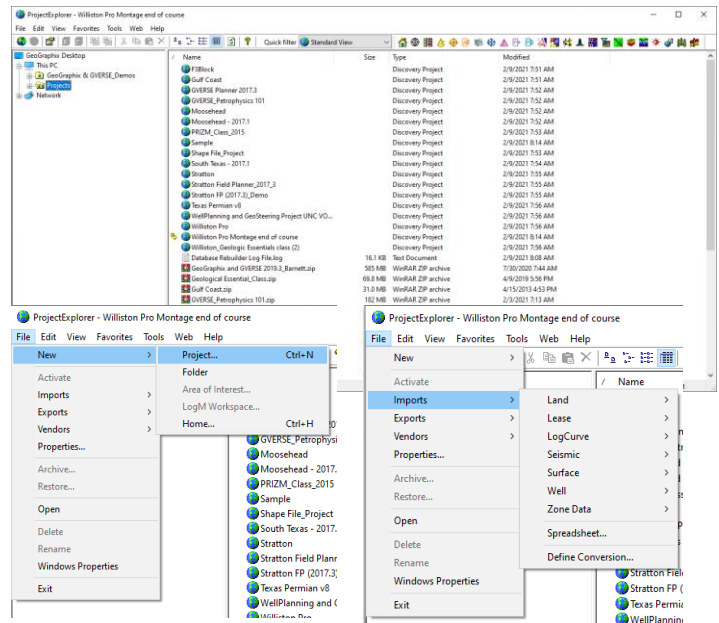 ProjectExplorer - Williston Pro Montage end of course
File Edit View Favorites Tools Web Help
Quick filter Standard View
GeoGraphix Desktop
This PC
GeoGraphix & GVERSE_Demos
Projects
Network
/ Name Size Type Modified
F3Block Discovery Project 2/9/2021 7:51 AM
Gulf Coast Discovery Project 2/9/2021 7:51 AM
GVERSE Planner 2017.3 Discovery Project 2/9/2021 7:52 AM
GVERSE_Petrophysics 101 Discovery Project 2/9/2021 7:52 AM
Moosehead Discovery Project 2/9/2021 7:52 AM
Moosehead - 2017.1 Discovery Project 2/9/2021 7:52 AM
PRIZM_Class_2015 Discovery Project 2/9/2021 7:53 AM
Sample Discovery Project 2/9/2021 8:14 AM
Shape File_Project Discovery Project 2/9/2021 7:53 AM
South Texas - 2017.1 Discovery Project 2/9/2021 7:54 AM
Stratton Discovery Project 2/9/2021 7:55 AM
Stratton Field Planner_2017_3 Discovery Project 2/9/2021 7:55 AM
Stratton FP (2017.3)_Demo Discovery Project 2/9/2021 7:55 AM
Texas Permian v8 Discovery Project 2/9/2021 7:56 AM
WellPlanning and GeoSteering Project UNC VO... Discovery Project 2/9/2021 7:56 AM
Williston Pro Discovery Project 2/9/2021 7:56 AM
Williston Pro Montage end of course Discovery Project 2/9/2021 8:14 AM
Williston_Geologic Essentials class (2) Discovery Project 2/9/2021 7:56 AM
Database Rebuilder Log File.log 16.1 KB Text Document 2/9/2021 8:08 AM
GeoGraphix and GVERSE 2019.3_Barnett.zip 585 MB WinRAR ZIP archive 7/30/2020 7:44 AM
Geological Essential_Class.zip 69.8 MB WinRAR ZIP archive 4/9/2019 5:56 PM
Gulf Coast.zip 31.0 MB WinRAR ZIP archive 4/15/2013 4:53 PM
GVERSE_Petrophysics 101.zip 182 MB WinRAR ZIP archive 2/3/2021 7:13 AM
ProjectExplorer - Williston Pro Montage end of course
File Edit View Favorites Tools Web Help
New > Project... Ctrl+N
Folder
Activate Area of Interest...
Imports > LogM Workspace...
Exports > Home... Ctrl+H
Vendors >
Properties...
Archive...
Restore...
Open
Delete
Rename
Windows Properties
Exit
GVERSE_Petrophysi
Moosehead
Moosehead - 2017.
PRIZM_Class_2015
Sample
Shape File_Project
South Texas - 2017.
Stratton
Stratton Field Plann
Stratton FP (2017.3)
Texas Permian v8
WellPlanning and G
Williston Pro
ProjectExplorer - Williston Pro Montage end of course
File Edit View Favorites Tools Web Help
/ Name
New >
Activate
Imports >
Exports >
Vendors >
Properties...
Archive...
Restore...
Open
Delete
Rename
Windows Properties
Exit
Land >
Lease >
LogCurve >
Seismic >
Surface >
Well >
Zone Data >
Spreadsheet...
Define Conversion...
Stratton Field
Stratton FP (
Texas Permia
WellPlanning